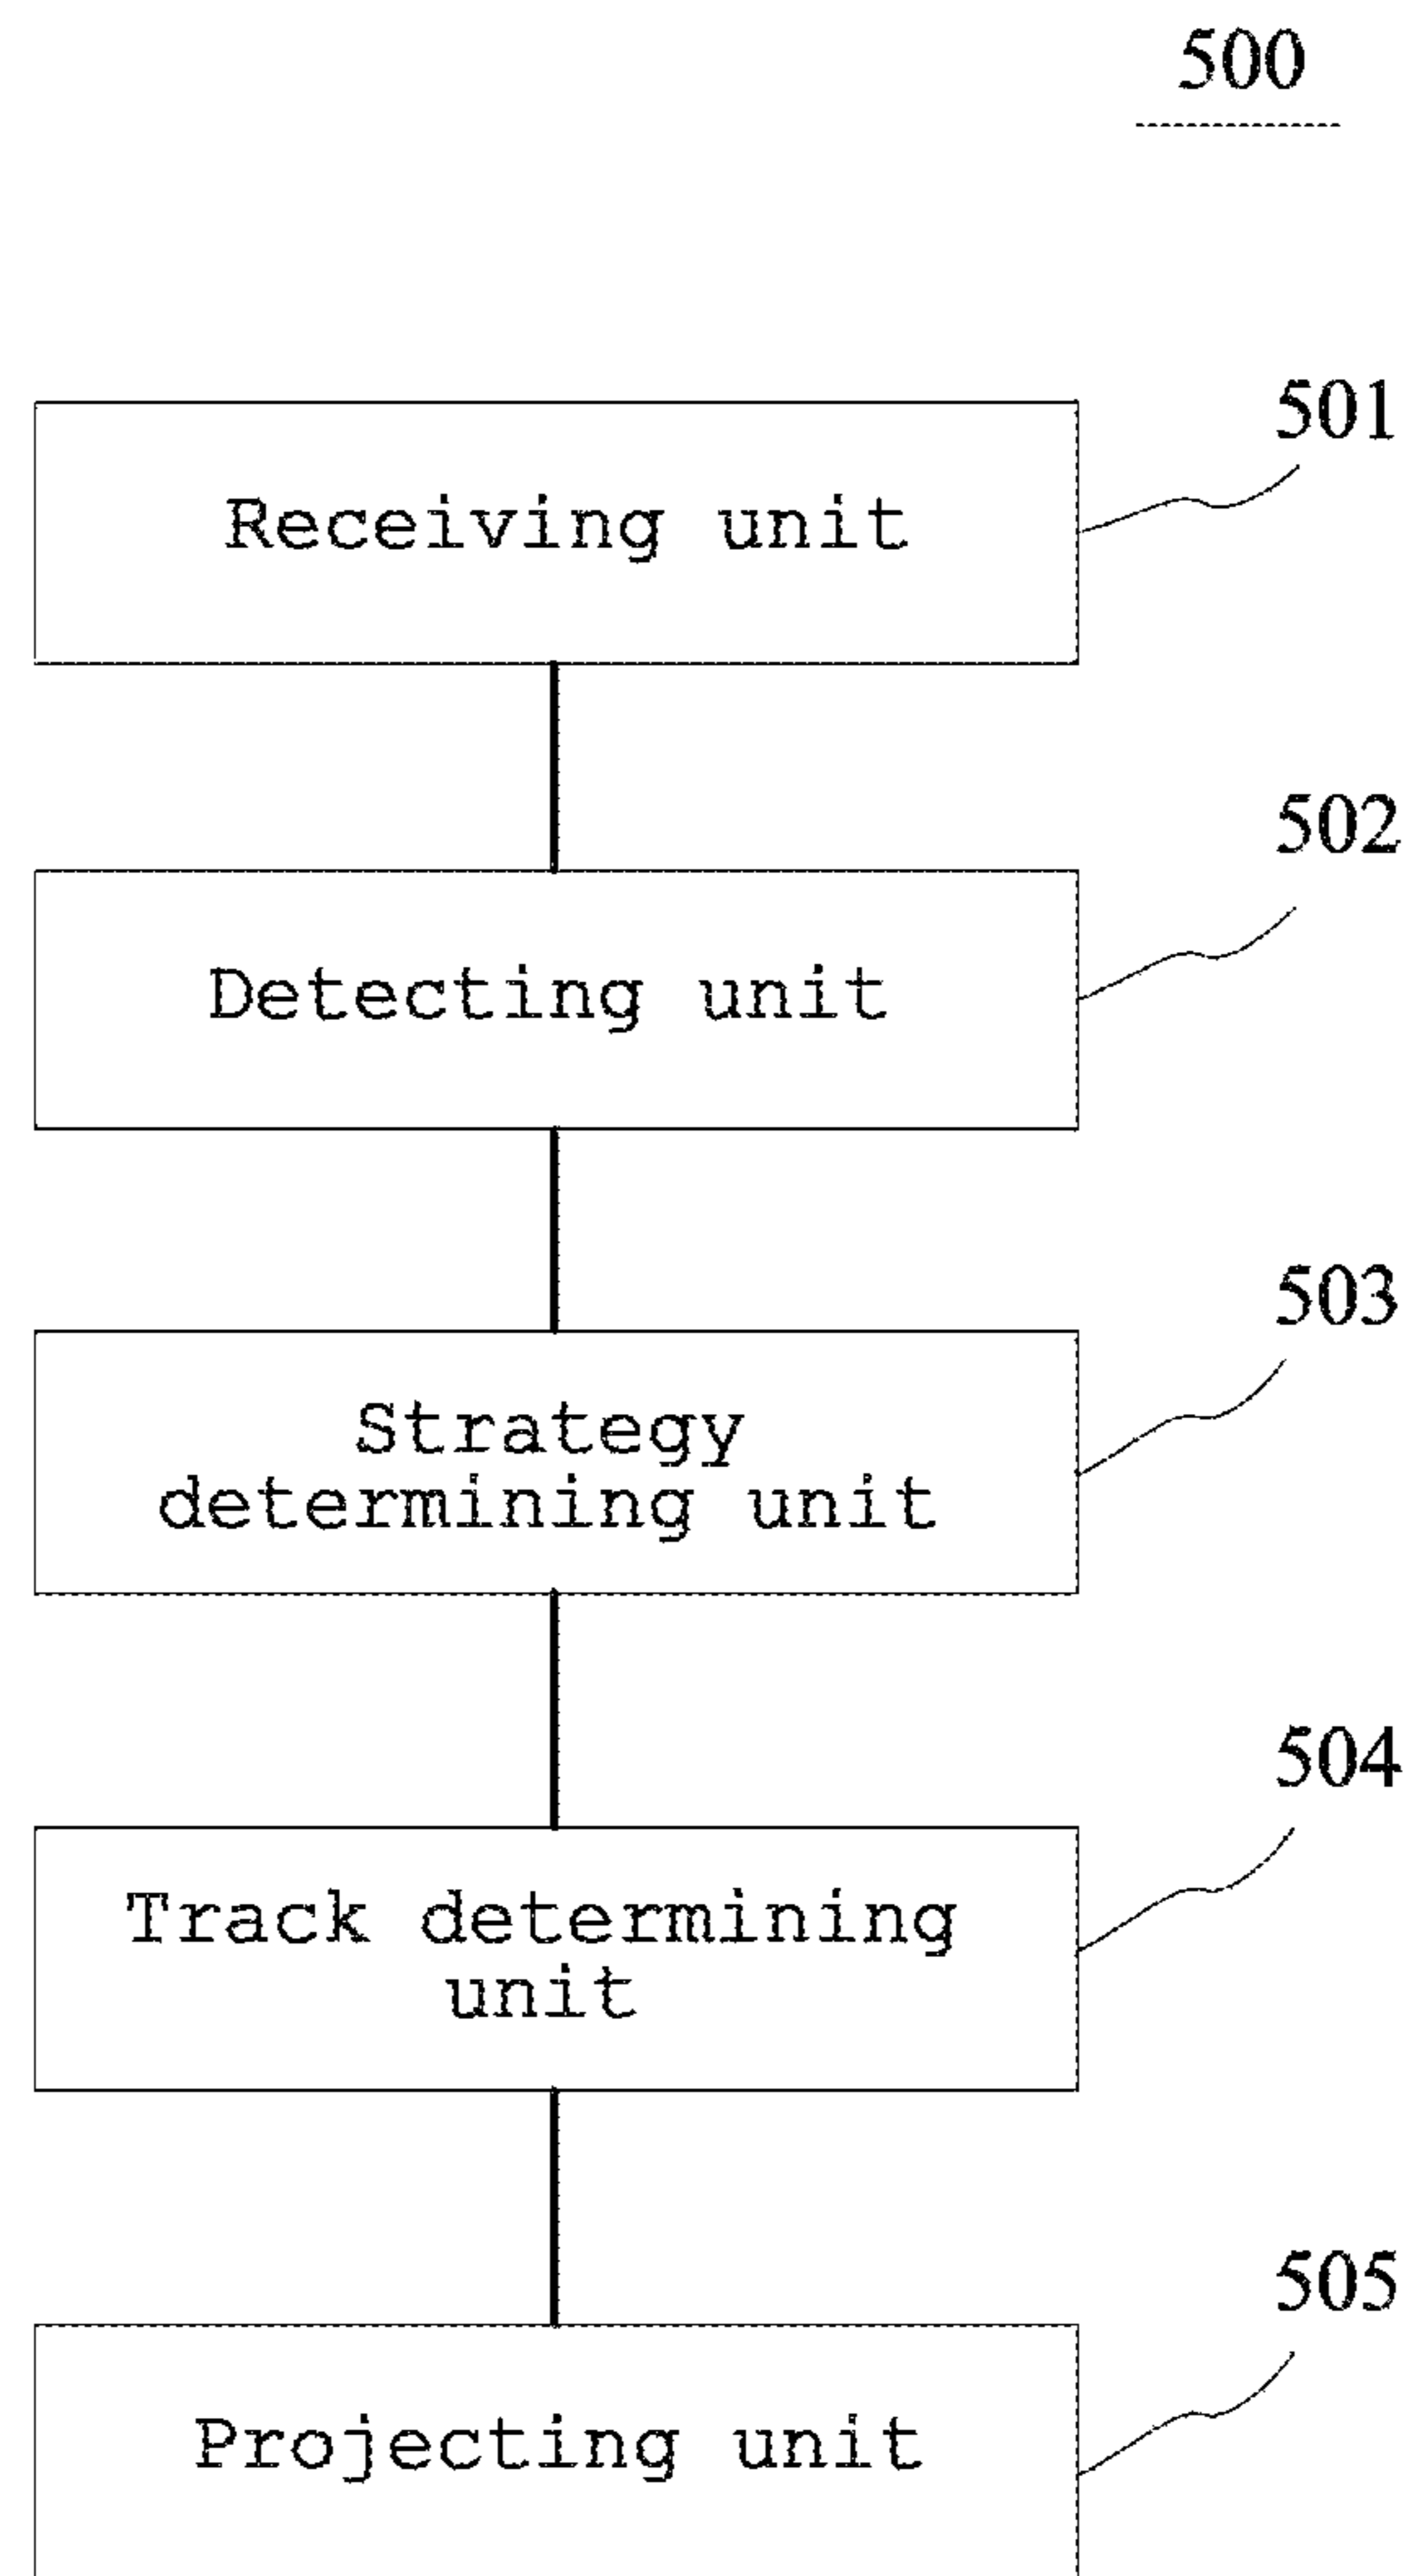 500
501
Receiving unit
502
Detecting unit
503
Strategy
determining unit
504
Track determining
unit
505
Projecting unit